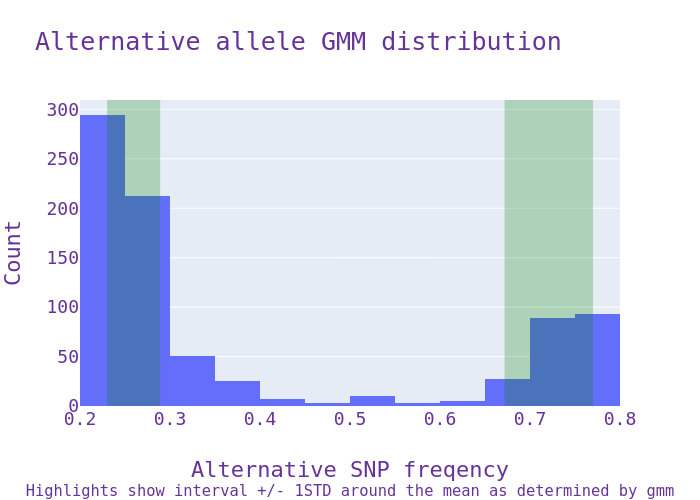 Alternative allele GMM distribution
300
250
200
150
100
50
0
Count
0.2 0.3 0.4 0.5 0.6 0.7 0.8
Alternative SNP freqency
Highlights show interval +/- 1STD around the mean as determined by gmm